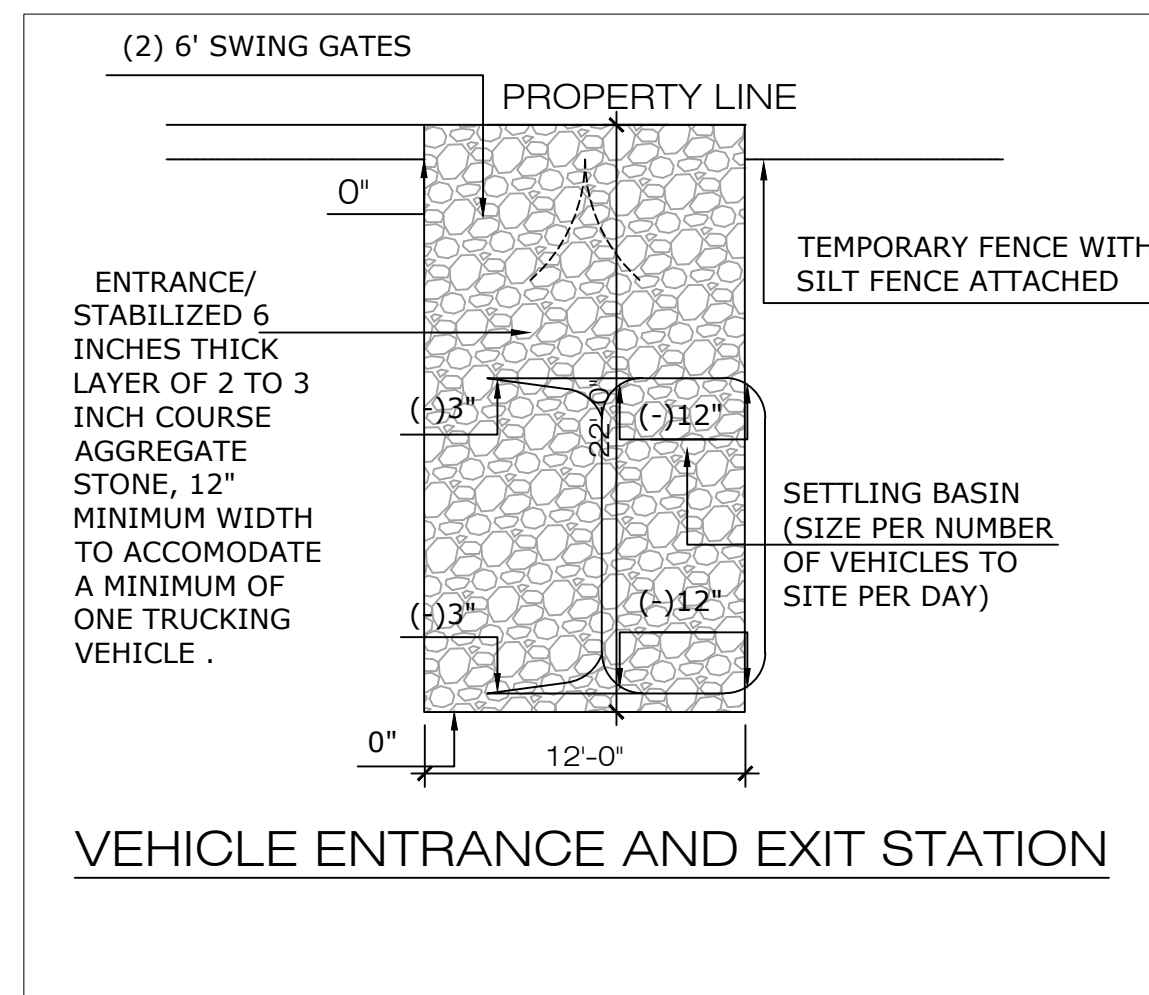 (2) 6' SWING GATES
PROPERTY LINE
0"
TEMPORARY FENCE WITH
SILT FENCE ATTACHED
ENTRANCE/
STABILIZED 6
INCHES THICK
LAYER OF 2 TO 3
INCH COURSE
AGGREGATE
STONE, 12"
MINIMUM WIDTH
TO ACCOMODATE
A MINIMUM OF
ONE TRUCKING
VEHICLE .
(-)3"
22'-0"
(-)12"
SETTLING BASIN
(SIZE PER NUMBER
OF VEHICLES TO
SITE PER DAY)
(-)3"
(-)12"
0"
12'-0"
VEHICLE ENTRANCE AND EXIT STATION